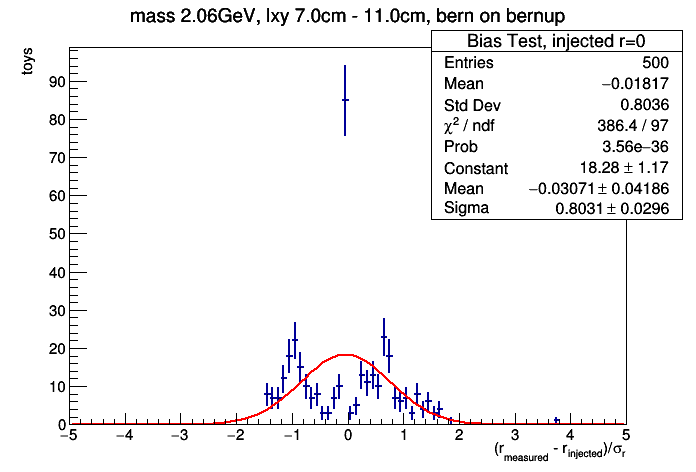 mass 2.06GeV, lxy 7.0cm - 11.0cm, bern on bernup
Bias Test, injected r=0
Entries 500
Mean −0.01817
Std Dev 0.8036
χ² / ndf 386.4 / 97
Prob 3.56e−36
Constant 18.28 ± 1.17
Mean −0.03071 ± 0.04186
Sigma 0.8031 ± 0.0296
toys
90
80
70
60
50
40
30
20
10
0
−5 −4 −3 −2 −1 0 1 2 3 4 5
(r_measured - r_injected)/σ_r